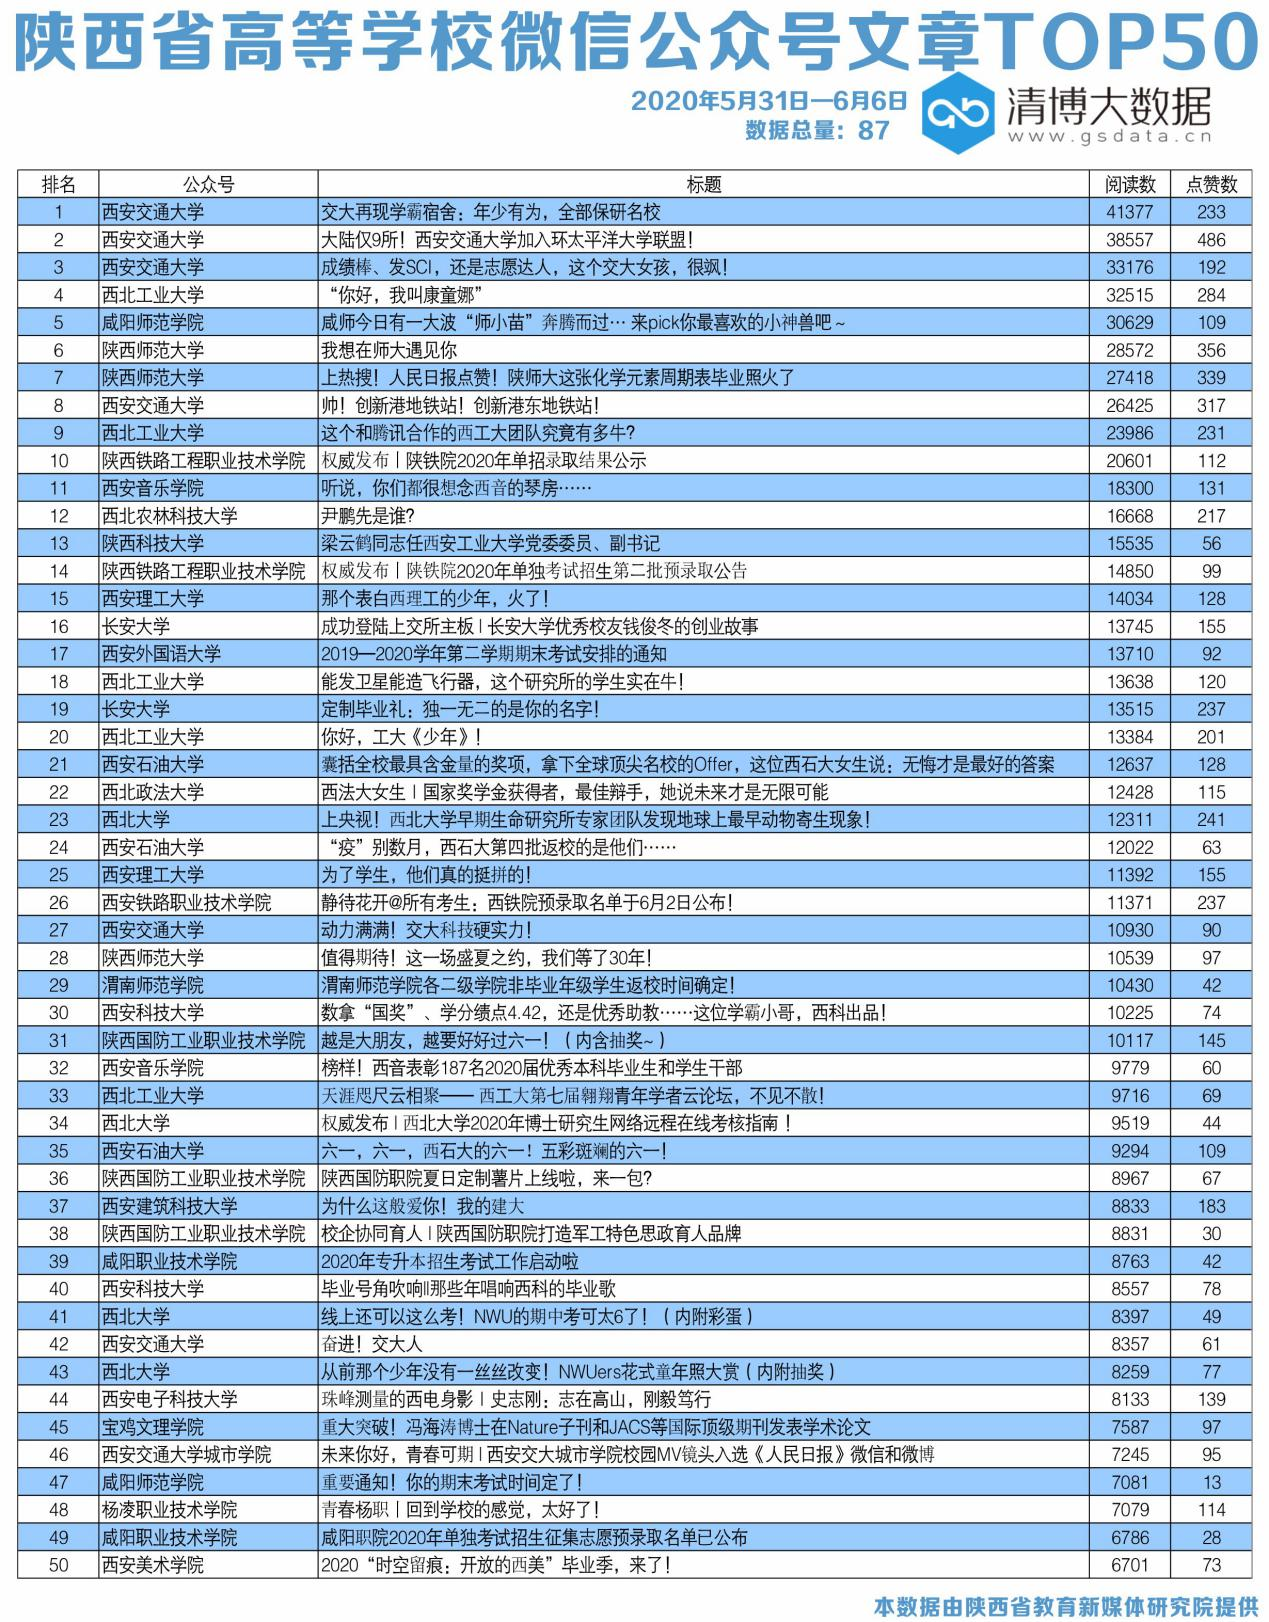 陕西省高等学校微信公众号文章TOP50
2020年5月31日—6月6日
数据总量：87
清博大数据
www.gsdata.cn
排名 公众号 标题 阅读数 点赞数
1 西安交通大学 交大再现学霸宿舍：年少有为，全部保研名校 41377 233
2 西安交通大学 大陆仅9所！西安交通大学加入环太平洋大学联盟！ 38557 486
3 西安交通大学 成绩棒、发SCI，还是志愿达人，这个交大女孩，很飒！ 33176 192
4 西北工业大学 “你好，我叫康童娜” 32515 284
5 咸阳师范学院 咸师今日有一大波“师小苗”奔腾而过… 来pick你最喜欢的小神兽吧~ 30629 109
6 陕西师范大学 我想在师大遇见你 28572 356
7 陕西师范大学 上热搜！人民日报点赞！陕师大这张化学元素周期表毕业照火了 27418 339
8 西安交通大学 帅！创新港地铁站！创新港东地铁站！ 26425 317
9 西北工业大学 这个和腾讯合作的西工大团队究竟有多牛? 23986 231
10 陕西铁路工程职业技术学院 权威发布丨陕铁院2020年单招录取结果公示 20601 112
11 西安音乐学院 听说，你们都很想念西音的琴房…… 18300 131
12 西北农林科技大学 尹鹏先是谁? 16668 217
13 陕西科技大学 梁云鹤同志任西安工业大学党委委员、副书记 15535 56
14 陕西铁路工程职业技术学院 权威发布丨陕铁院2020年单独考试招生第二批预录取公告 14850 99
15 西安理工大学 那个表白西理工的少年，火了！ 14034 128
16 长安大学 成功登陆上交所主板 | 长安大学优秀校友钱俊冬的创业故事 13745 155
17 西安外国语大学 2019—2020学年第二学期期末考试安排的通知 13710 92
18 西北工业大学 能发卫星能造飞行器，这个研究所的学生实在牛！ 13638 120
19 长安大学 定制毕业礼：独一无二的是你的名字！ 13515 237
20 西北工业大学 你好，工大《少年》！ 13384 201
21 西安石油大学 囊括全校最具含金量的奖项，拿下全球顶尖名校的Offer，这位西石大女生说：无悔才是最好的答案 12637 128
22 西北政法大学 西法大女生 | 国家奖学金获得者，最佳辩手，她说未来才是无限可能 12428 115
23 西北大学 上央视！西北大学早期生命研究所专家团队发现地球上最早动物寄生现象！ 12311 241
24 西安石油大学 “疫”别数月，西石大第四批返校的是他们…… 12022 63
25 西安理工大学 为了学生，他们真的挺拼的！ 11392 155
26 西安铁路职业技术学院 静待花开@所有考生：西铁院预录取名单于6月2日公布！ 11371 237
27 西安交通大学 动力满满！交大科技硬实力！ 10930 90
28 陕西师范大学 值得期待！这一场盛夏之约，我们等了30年！ 10539 97
29 渭南师范学院 渭南师范学院各二级学院非毕业年级学生返校时间确定！ 10430 42
30 西安科技大学 数拿“国奖”、学分绩点4.42，还是优秀助教……这位学霸小哥，西科出品！ 10225 74
31 陕西国防工业职业技术学院 越是大朋友，越要好好过六一！（内含抽奖~） 10117 145
32 西安音乐学院 榜样！西音表彰187名2020届优秀本科毕业生和学生干部 9779 60
33 西北工业大学 天涯咫尺云相聚—— 西工大第七届翱翔青年学者云论坛，不见不散！ 9716 69
34 西北大学 权威发布 | 西北大学2020年博士研究生网络远程在线考核指南！ 9519 44
35 西安石油大学 六一，六一，西石大的六一！五彩斑斓的六一！ 9294 109
36 陕西国防工业职业技术学院 陕西国防职院夏日定制薯片上线啦，来一包? 8967 67
37 西安建筑科技大学 为什么这般爱你！我的建大 8833 183
38 陕西国防工业职业技术学院 校企协同育人 | 陕西国防职院打造军工特色思政育人品牌 8831 30
39 咸阳职业技术学院 2020年专升本招生考试工作启动啦 8763 42
40 西安科技大学 毕业号角吹响||那些年唱响西科的毕业歌 8557 78
41 西北大学 线上还可以这么考！NWU的期中考可太6了！（内附彩蛋） 8397 49
42 西安交通大学 奋进！交大人 8357 61
43 西北大学 从前那个少年没有一丝丝改变！NWUers花式童年照大赏（内附抽奖） 8259 77
44 西安电子科技大学 珠峰测量的西电身影丨史志刚：志在高山，刚毅笃行 8133 139
45 宝鸡文理学院 重大突破！冯海涛博士在Nature子刊和JACS等国际顶级期刊发表学术论文 7587 97
46 西安交通大学城市学院 未来你好，青春可期 | 西安交大城市学院校园MV镜头入选《人民日报》微信和微博 7245 95
47 咸阳师范学院 重要通知！你的期末考试时间定了！ 7081 13
48 杨凌职业技术学院 青春杨职丨回到学校的感觉，太好了！ 7079 114
49 咸阳职业技术学院 咸阳职院2020年单独考试招生征集志愿预录取名单已公布 6786 28
50 西安美术学院 2020“时空留痕：开放的西美”毕业季，来了！ 6701 73
本数据由陕西省教育新媒体研究院提供